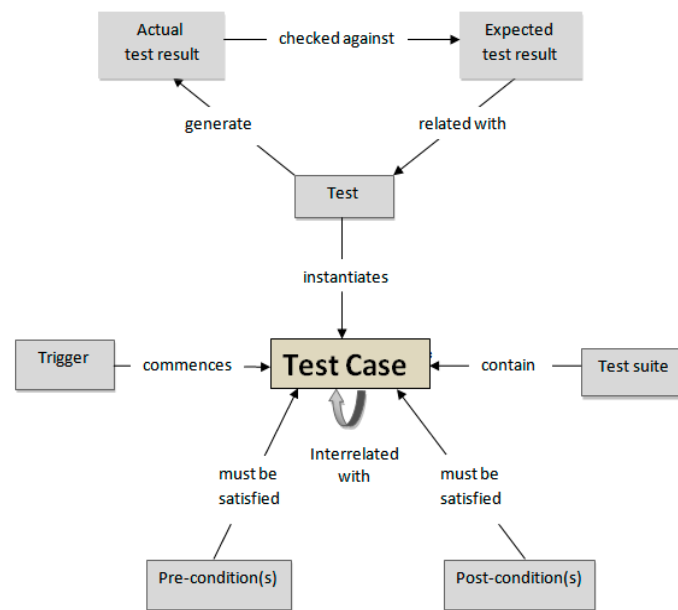 Actual
test result
checked against
Expected
test result
generate
related with
Test
instantiates
Trigger
commences
Test Case
contain
Test suite
Interrelated
with
must be
satisfied
must be
satisfied
Pre-condition(s)
Post-condition(s)